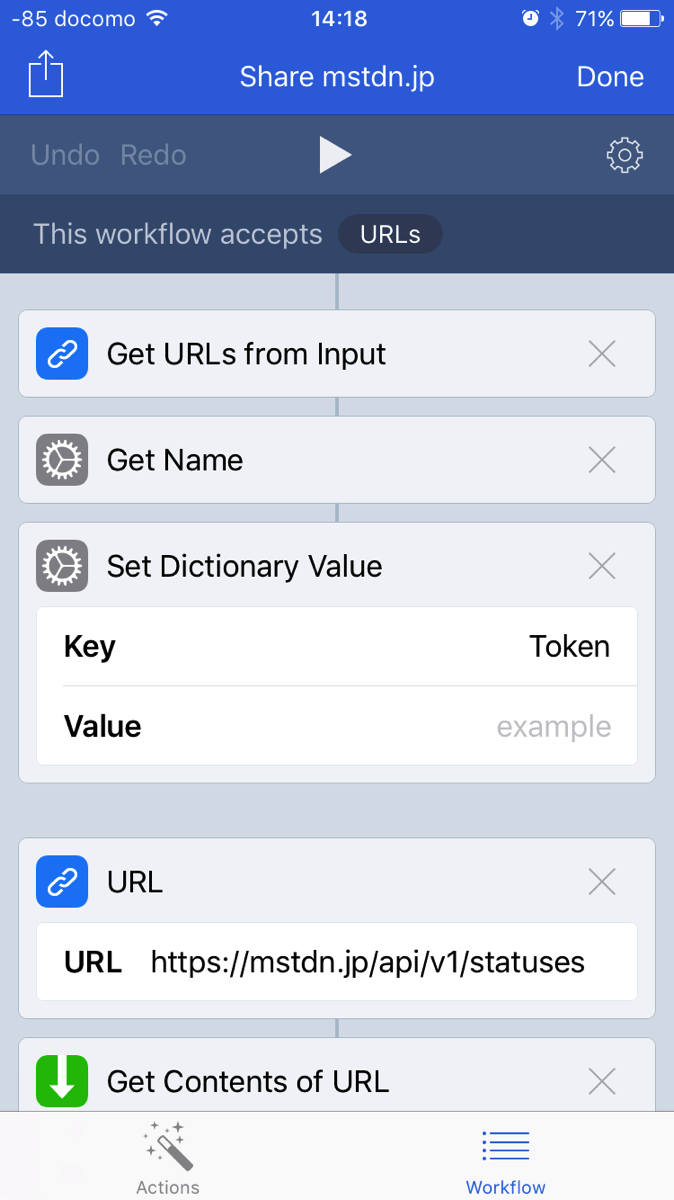 -85 docomo 14:18 71%
Share mstdn.jp Done
Undo Redo
This workflow accepts URLs
Get URLs from Input
Get Name
Set Dictionary Value
Key Token
Value example
URL
URL https://mstdn.jp/api/v1/statuses
Get Contents of URL
Actions Workflow